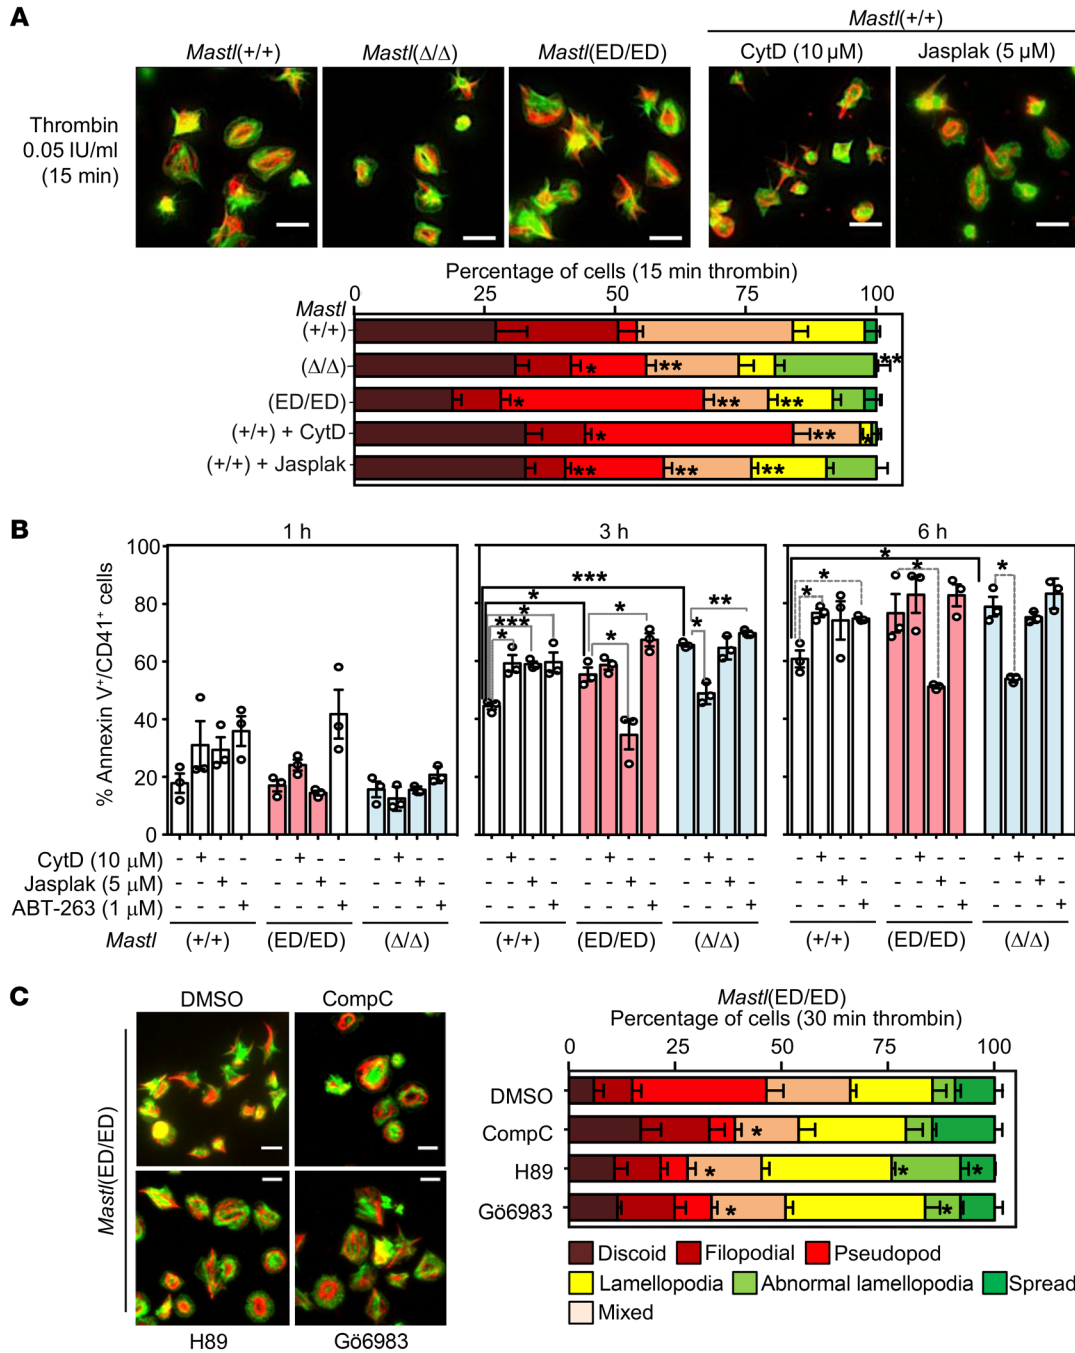 A
Mastl(+/+)
Mastl(+/+) Mastl(Δ/Δ) Mastl(ED/ED) CytD (10 µM) Jasplak (5 µM)
Thrombin
0.05 IU/ml
(15 min)
Percentage of cells (15 min thrombin)
0 25 50 75 100
Mastl
(+/+)
(Δ/Δ) * ** **
(ED/ED) * ** **
(+/+) + CytD * ** *
(+/+) + Jasplak ** ** **
B
1 h 3 h 6 h
% Annexin V+/CD41+ cells
100
80
60
40
20
0
*** * * *** * * * ** *
* * * * *
CytD (10 µM) - + - - - + - - - + - - - + - - - + - - - + - - - + - - - + - - - + - -
Jasplak (5 µM) - - + - - - + - - - + - - - + - - - + - - - + - - - + - - - + - - - + -
ABT-263 (1 µM) - - - + - - - + - - - + - - - + - - - + - - - + - - - + - - - + - - - +
Mastl (+/+) (ED/ED) (Δ/Δ) (+/+) (ED/ED) (Δ/Δ) (+/+) (ED/ED) (Δ/Δ)
C
DMSO CompC
Mastl(ED/ED)
H89 Gö6983
Mastl(ED/ED)
Percentage of cells (30 min thrombin)
0 25 50 75 100
DMSO
CompC *
H89 * * *
Gö6983 * *
Discoid Filopodial Pseudopod
Lamellopodia Abnormal lamellopodia Spread
Mixed